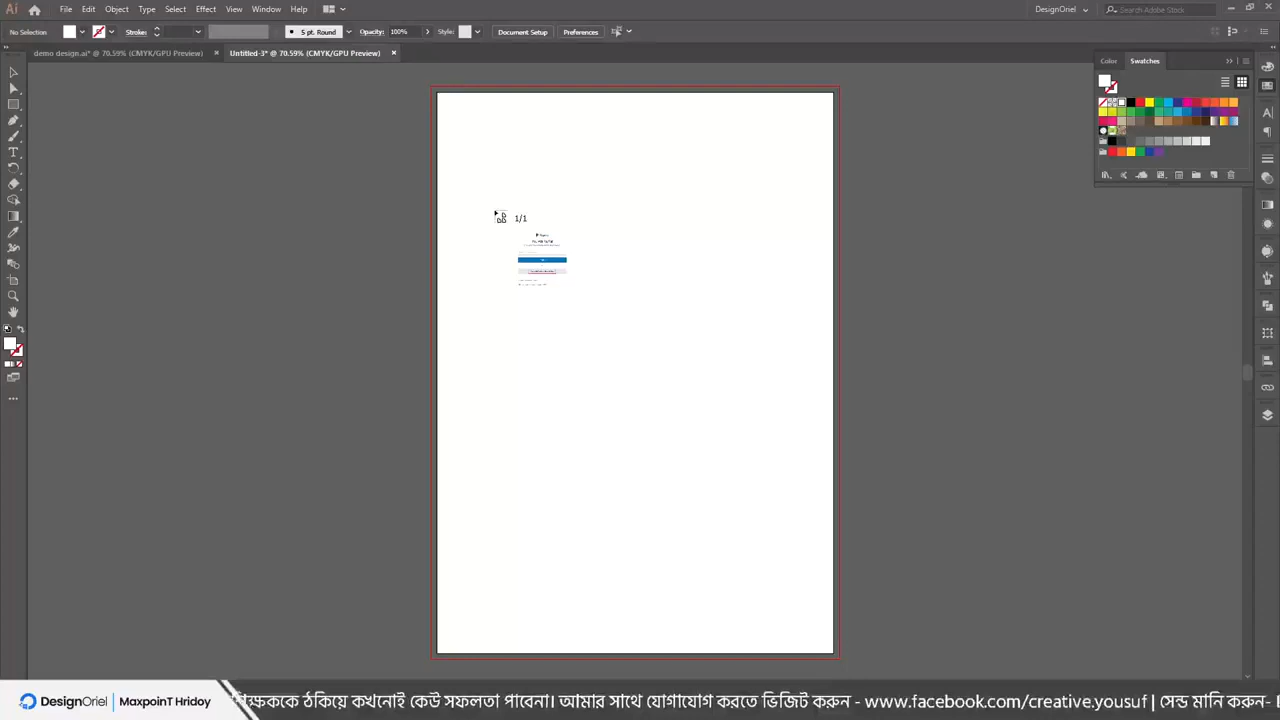 Ai File Edit Object Type Select Effect View Window Help DesignOriel Search Adobe Stock
No Selection Stroke: 5 pt. Round Opacity: 100% Style: Document Setup Preferences
demo design.ai* @ 70.59% (CMYK/GPU Preview) × Untitled-3* @ 70.59% (CMYK/GPU Preview) ×
Color Swatches
1/1
DesignOriel | MaxpoinT Hridoy ক্ষককে ঠকিয়ে কখনোই কেউ সফলতা পাবেনা। আমার সাথে যোগাযোগ করতে ভিজিট করুন - www.facebook.com/creative.yousuf | সেন্ড মানি করুন-